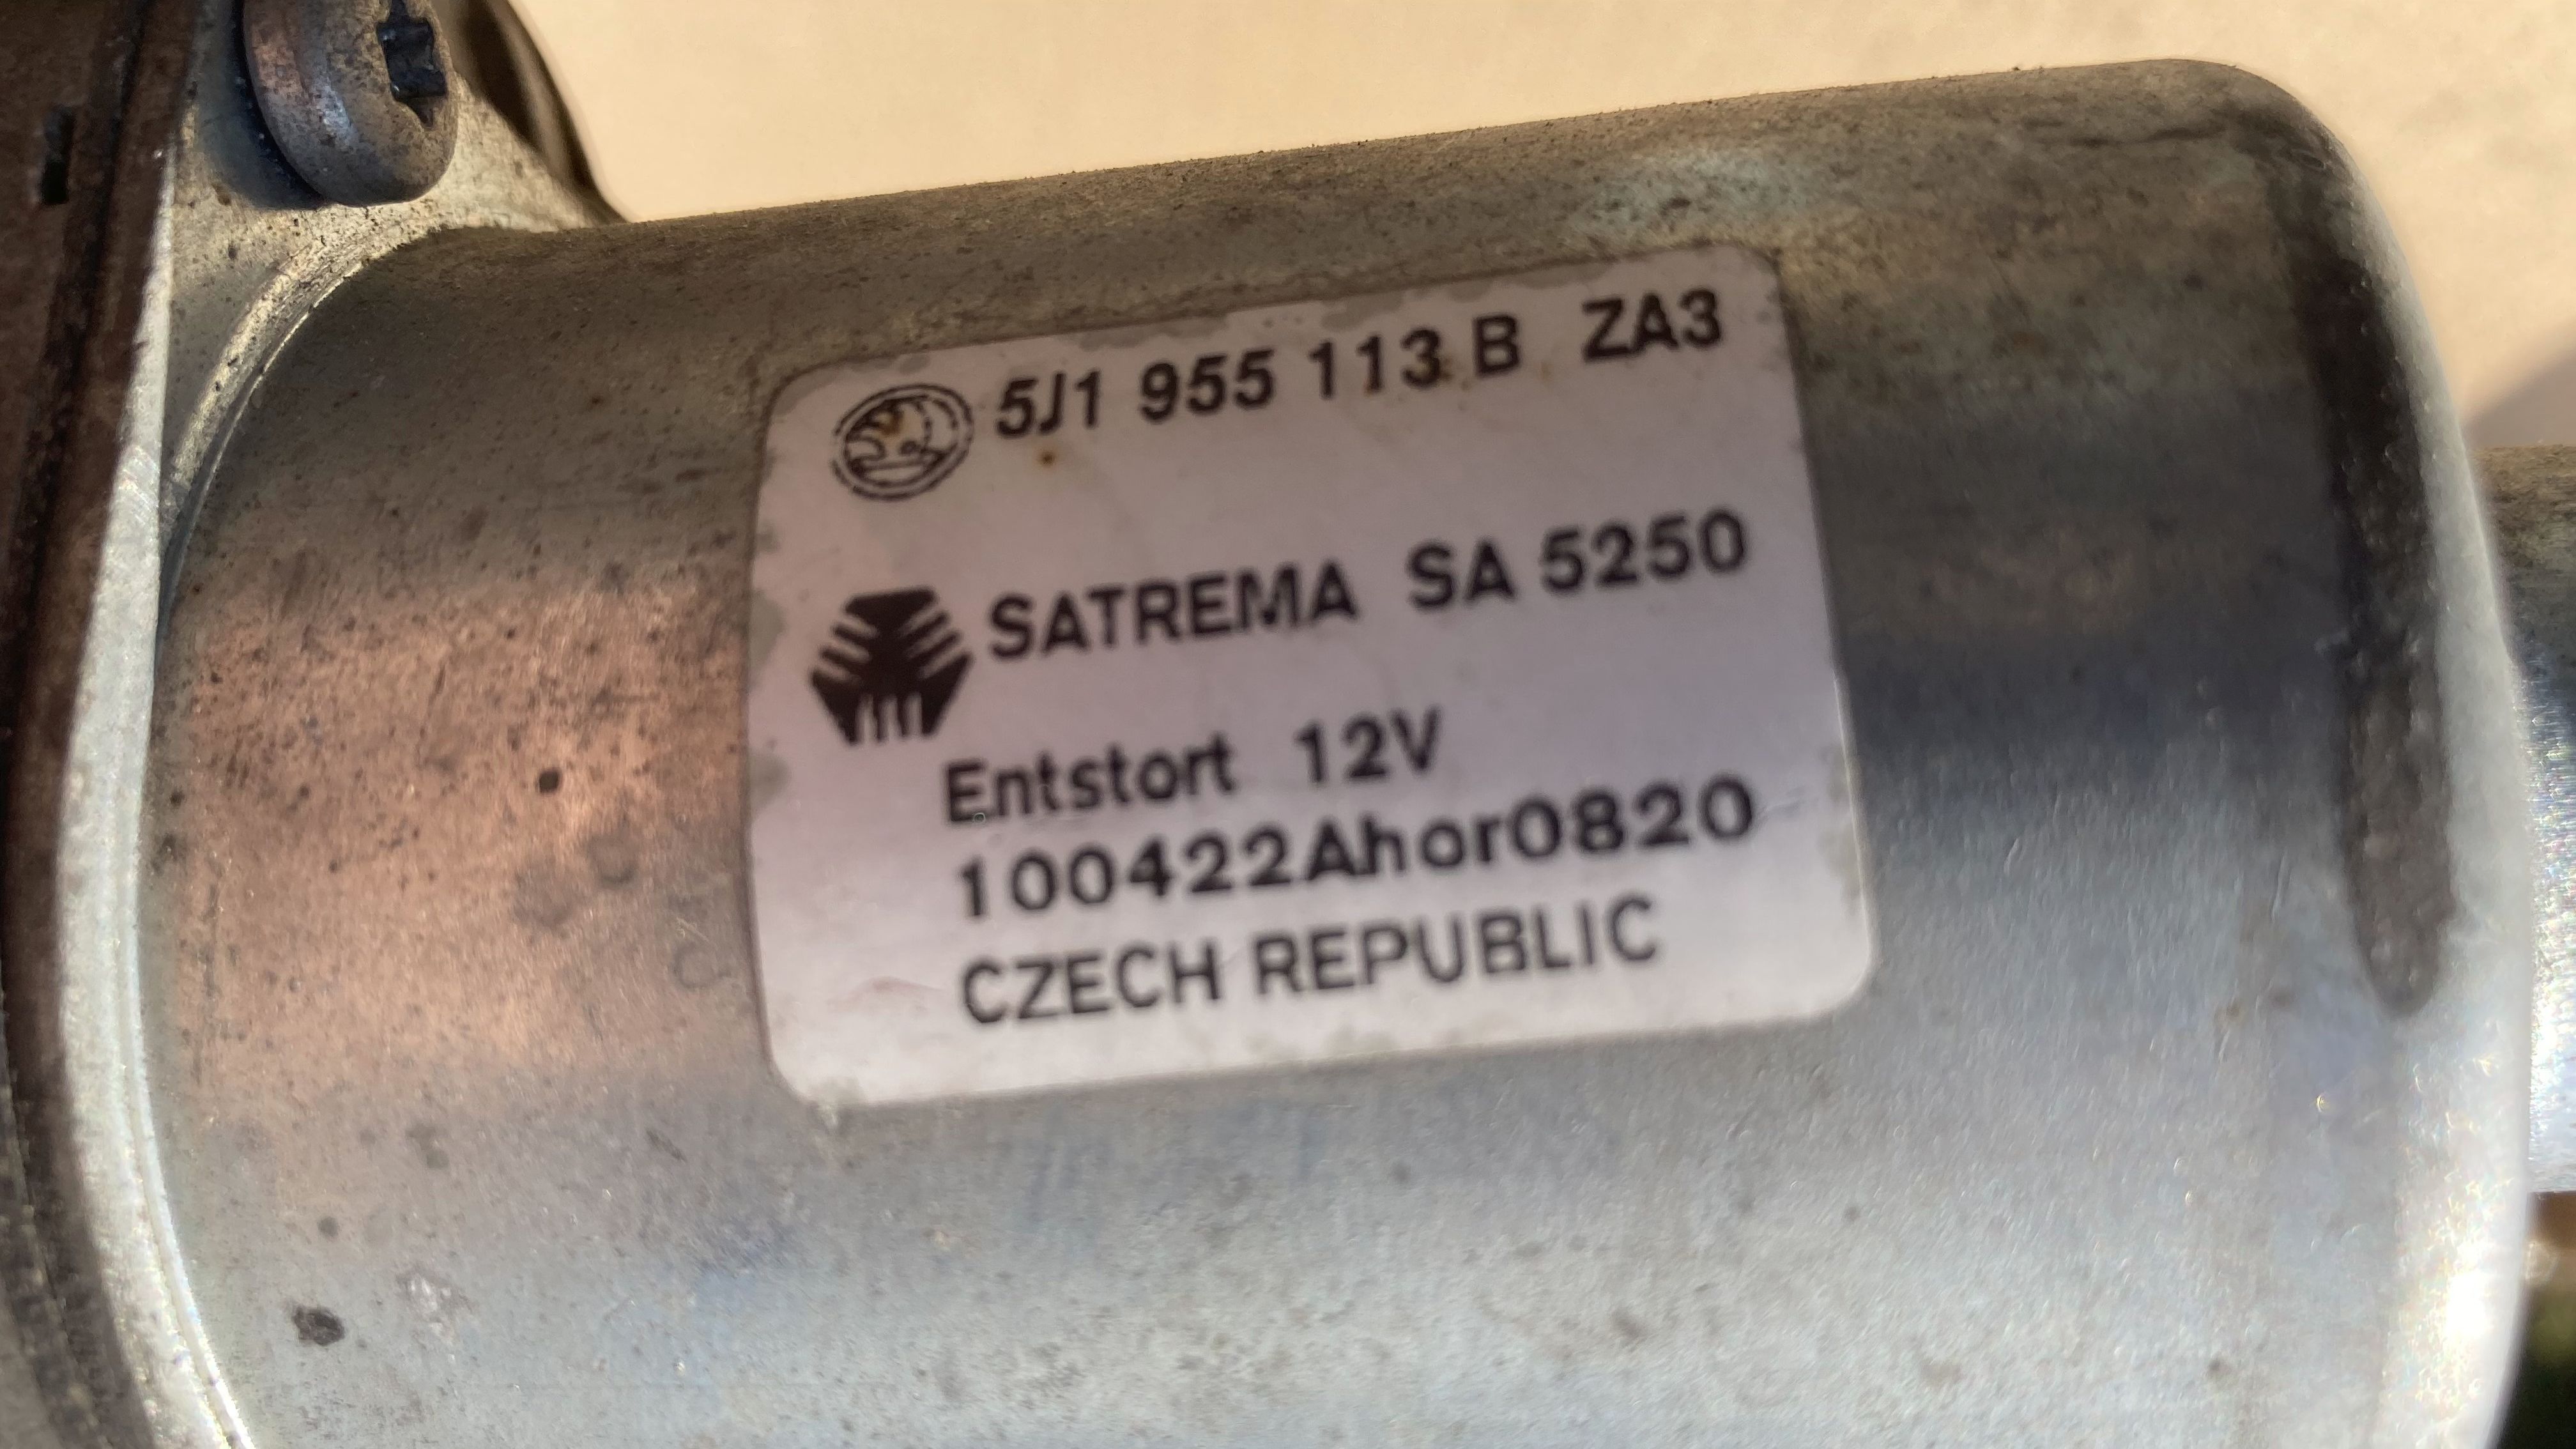 5J1 955 113 B ZA3
SATREMA SA 5250
Entstort 12V
100422Ahor0820
CZECH REPUBLIC